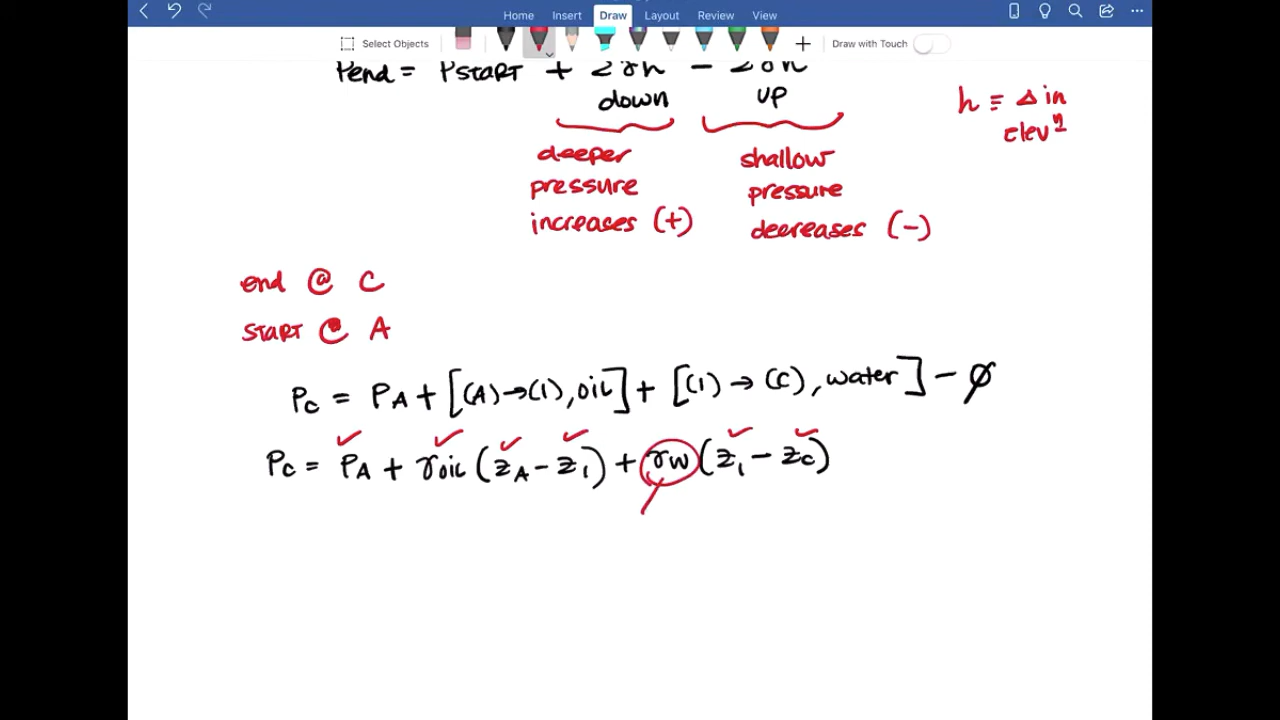 Home Insert Draw Layout Review View
Select Objects
Draw with Touch
Pend = PSTART + Σγh - Σγh
down up
h ≡ Δ in
elevⁿ
deeper shallow
pressure pressure
increases (+) decreases (-)
end @ C
START @ A
Pc = PA + [(A)→(1), oil] + [(1)→(C), water] - ∅
Pc = PA + γoil (zA - z1) + γw (z1 - zc)